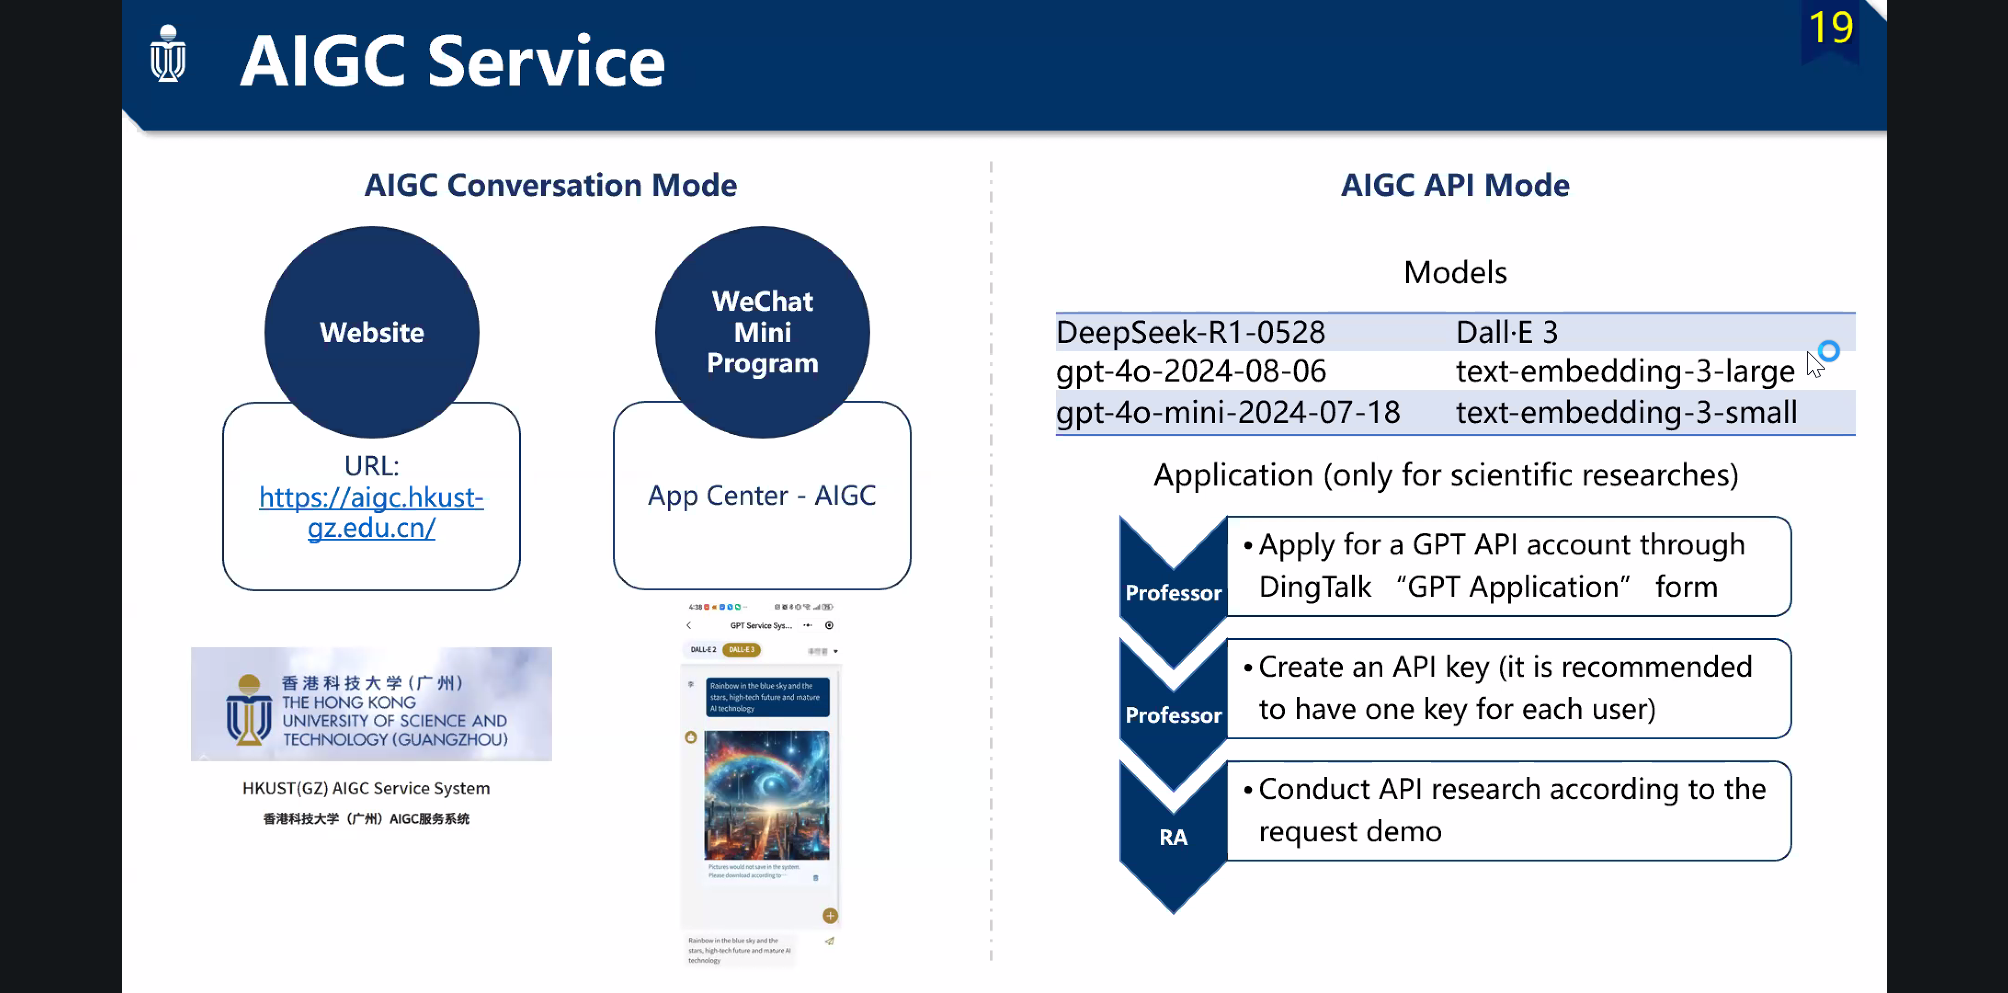 AIGC Service
19
AIGC Conversation Mode
Website
URL:
https://aigc.hkust-
gz.edu.cn/
WeChat
Mini
Program
App Center - AIGC
香港科技大学(广州)
THE HONG KONG
UNIVERSITY OF SCIENCE AND
TECHNOLOGY (GUANGZHOU)
HKUST(GZ) AIGC Service System
香港科技大学（广州）AIGC服务系统
4:38
GPT Service Sys...
DALL-E 2 DALL-E 3
Rainbow in the blue sky and the
stars, high-tech future and mature
AI technology
Pictures would not save in the system.
Please download according to···
Rainbow in the blue sky and the
stars, high-tech future and mature AI
technology
AIGC API Mode
Models
DeepSeek-R1-0528 Dall·E 3
gpt-4o-2024-08-06 text-embedding-3-large
gpt-4o-mini-2024-07-18 text-embedding-3-small
Application (only for scientific researches)
Professor
• Apply for a GPT API account through
DingTalk “GPT Application” form
Professor
• Create an API key (it is recommended
to have one key for each user)
RA
• Conduct API research according to the
request demo